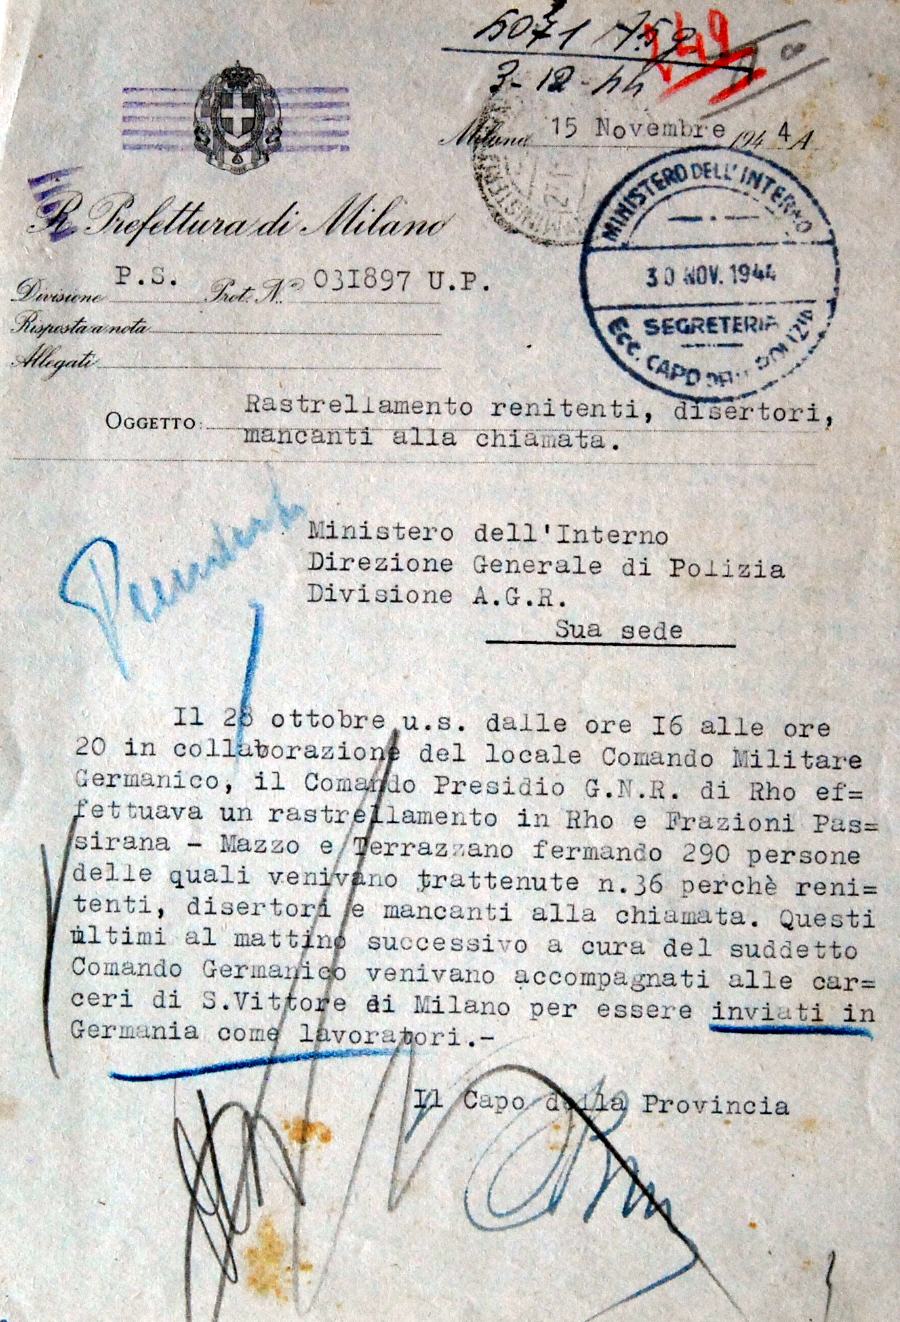 5071
3-12-44
149
Milano 15 Novembre 1944 A
MINISTERO DELL'INTERNO
30 NOV. 1944
SEGRETERIA
Ecc. CAPO DELLA POLIZIA
R. Prefettura di Milano
Divisione P.S. Prot. N.° 031897 U.P.
Risposta a nota
Allegati
OGGETTO: Rastrellamento renitenti, disertori,
mancanti alla chiamata.
Ministero dell'Interno
Direzione Generale di Polizia
Divisione A.G.R.
Sua sede
Il 28 ottobre u.s. dalle ore I6 alle ore
20 in collaborazione del locale Comando Militare
Germanico, il Comando Presidio G.N.R. di Rho ef=
fettuava un rastrellamento in Rho e Frazioni Pas=
sirana - Mazzo e Terrazzano fermando 290 persone
delle quali venivano trattenute n.36 perchè reni=
tenti, disertori e mancanti alla chiamata. Questi
ultimi al mattino successivo a cura del suddetto
Comando Germanico venivano accompagnati alle car=
ceri di S.Vittore di Milano per essere inviati in
Germania come lavoratori.-
Il Capo della Provincia